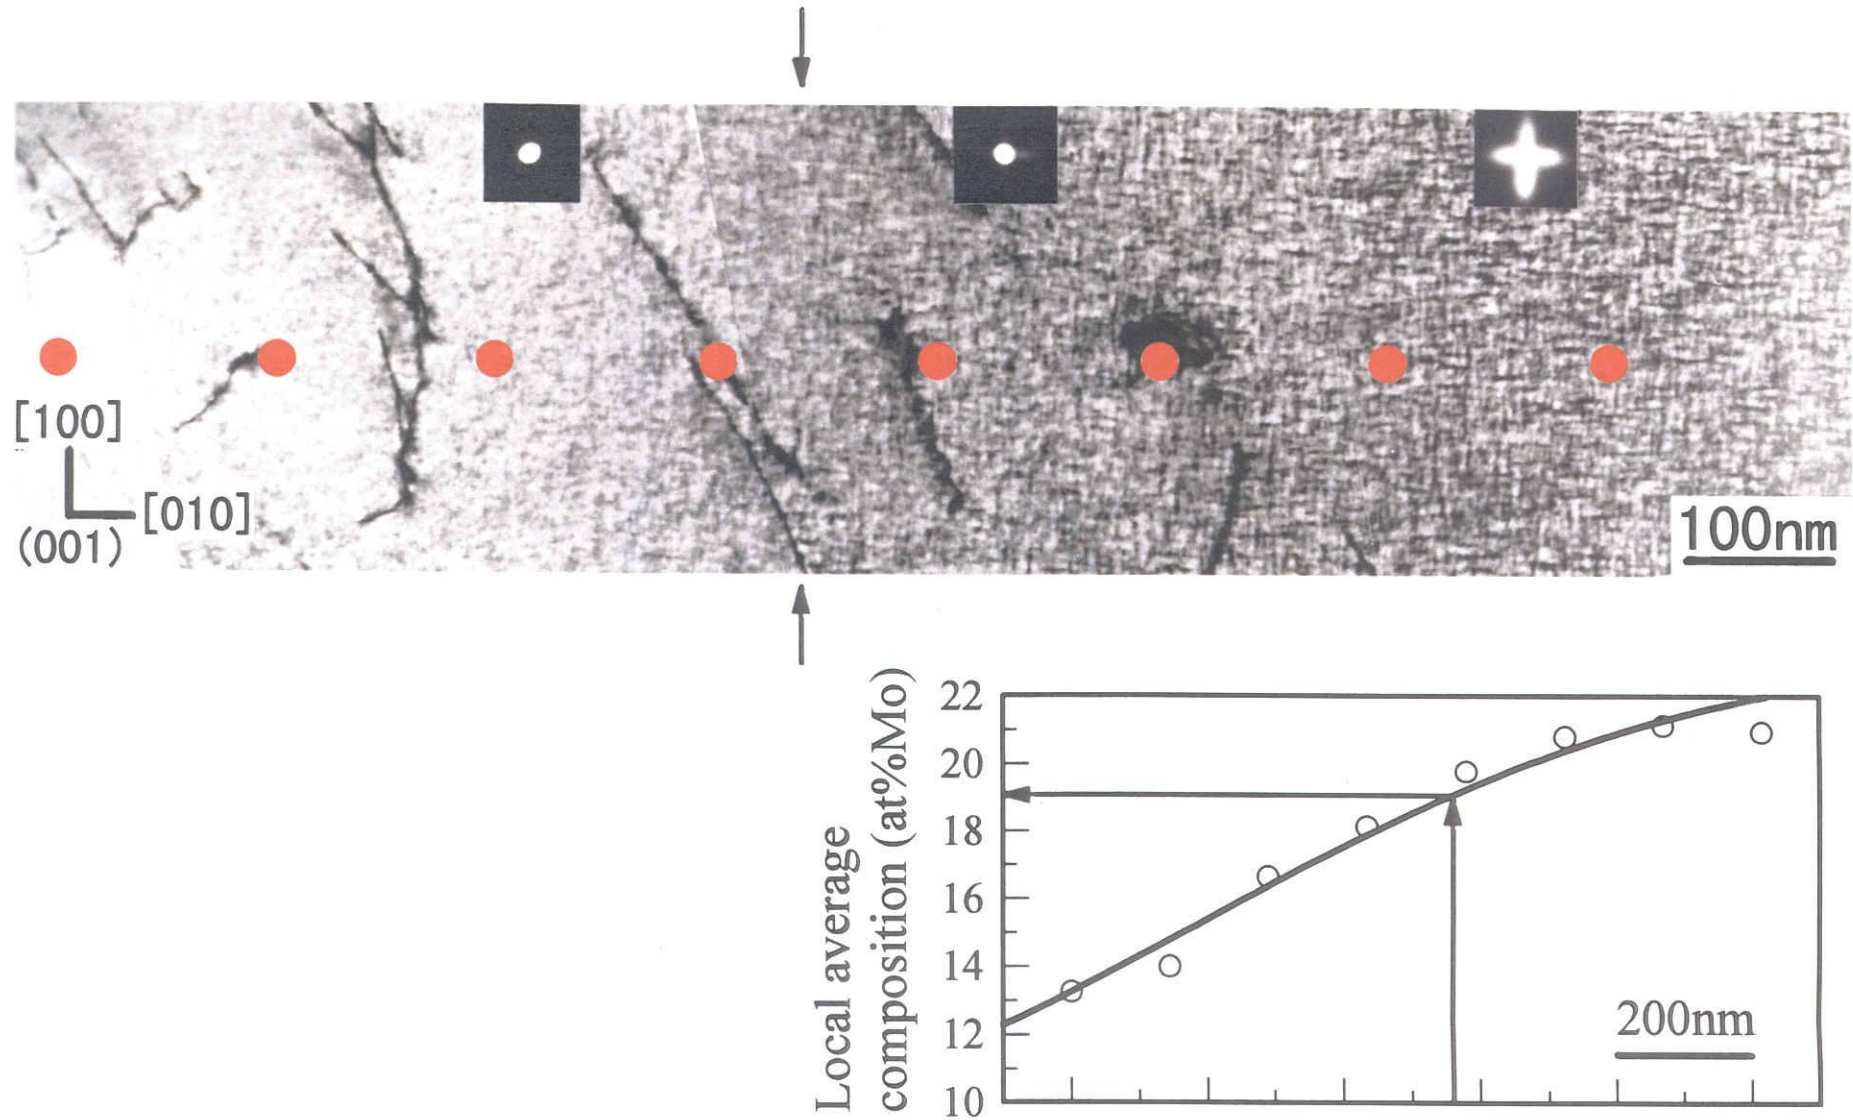 [100]
[010]
(001)
100nm
Local average
composition (at%Mo)
22
20
18
16
14
12
10
200nm